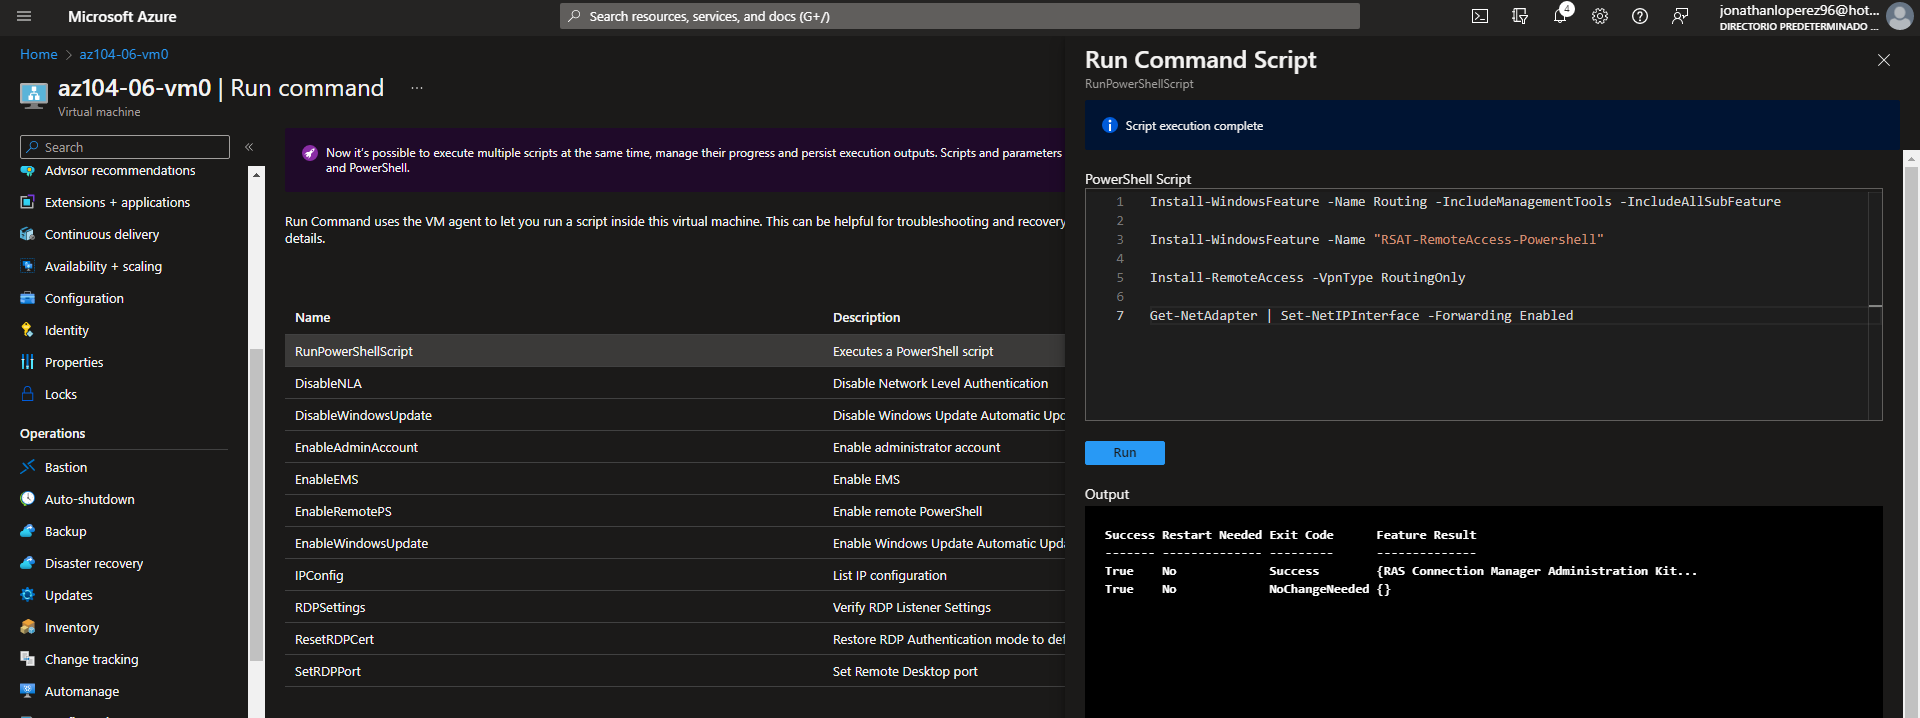 Microsoft Azure
Search resources, services, and docs (G+/)
4
jonathanloperez96@hot...
DIRECTORIO PREDETERMINADO ...
Home > az104-06-vm0
az104-06-vm0 | Run command ...
Virtual machine
Search
«
Advisor recommendations
Extensions + applications
Continuous delivery
Availability + scaling
Configuration
Identity
Properties
Locks
Operations
Bastion
Auto-shutdown
Backup
Disaster recovery
Updates
Inventory
Change tracking
Automanage
Now it's possible to execute multiple scripts at the same time, manage their progress and persist execution outputs. Scripts and parameters
and PowerShell.
Run Command uses the VM agent to let you run a script inside this virtual machine. This can be helpful for troubleshooting and recovery
details.
Name Description
RunPowerShellScript Executes a PowerShell script
DisableNLA Disable Network Level Authentication
DisableWindowsUpdate Disable Windows Update Automatic Upd
EnableAdminAccount Enable administrator account
EnableEMS Enable EMS
EnableRemotePS Enable remote PowerShell
EnableWindowsUpdate Enable Windows Update Automatic Upda
IPConfig List IP configuration
RDPSettings Verify RDP Listener Settings
ResetRDPCert Restore RDP Authentication mode to def
SetRDPPort Set Remote Desktop port
Run Command Script
RunPowerShellScript
Script execution complete
PowerShell Script
1 Install-WindowsFeature -Name Routing -IncludeManagementTools -IncludeAllSubFeature
2
3 Install-WindowsFeature -Name "RSAT-RemoteAccess-Powershell"
4
5 Install-RemoteAccess -VpnType RoutingOnly
6
7 Get-NetAdapter | Set-NetIPInterface -Forwarding Enabled
Run
Output
Success Restart Needed Exit Code Feature Result
------- -------------- --------- --------------
True No Success {RAS Connection Manager Administration Kit...
True No NoChangeNeeded {}